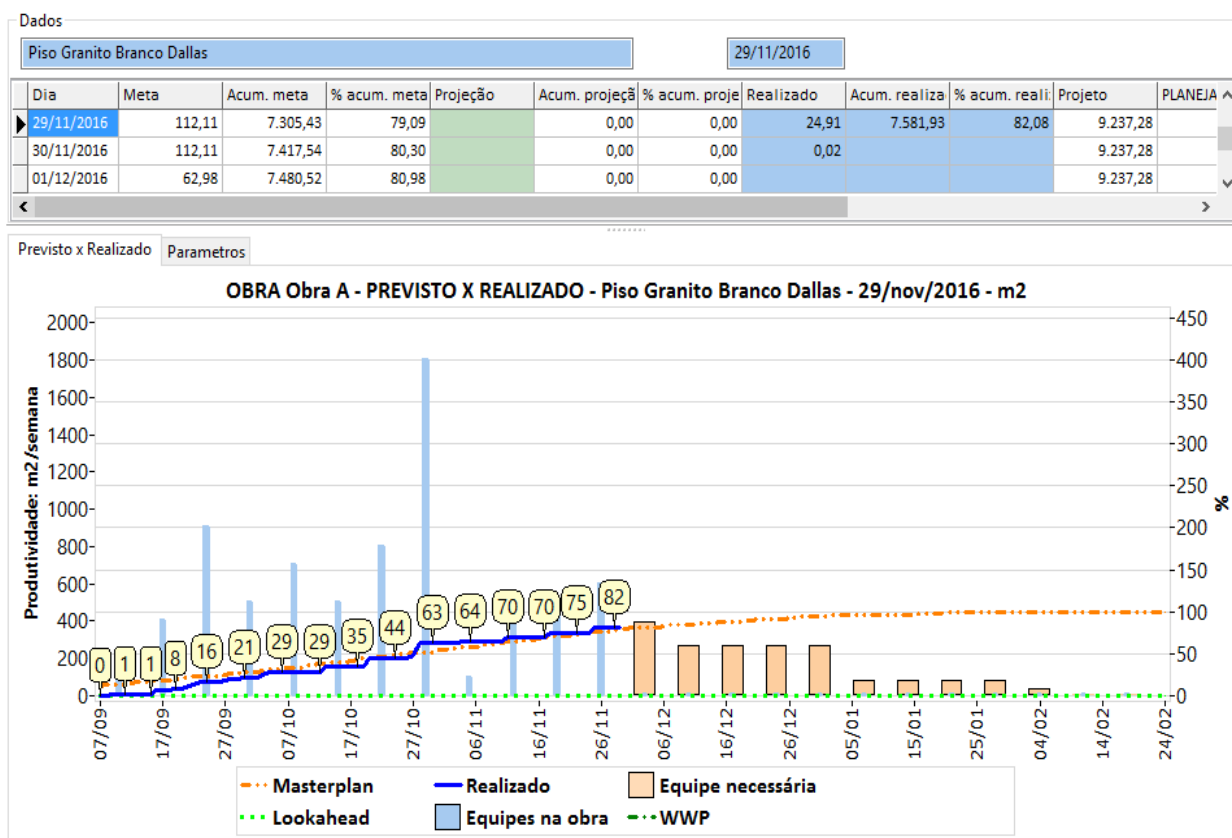 Dados
Piso Granito Branco Dallas 29/11/2016
Dia Meta Acum. meta % acum. meta Projeção Acum. projeçã % acum. proje Realizado Acum. realiza % acum. reali: Projeto PLANEJA
29/11/2016 112,11 7.305,43 79,09 0,00 0,00 24,91 7.581,93 82,08 9.237,28
30/11/2016 112,11 7.417,54 80,30 0,00 0,00 0,02 9.237,28
01/12/2016 62,98 7.480,52 80,98 0,00 0,00 9.237,28
Previsto x Realizado Parametros
OBRA Obra A - PREVISTO X REALIZADO - Piso Granito Branco Dallas - 29/nov/2016 - m2
Produtividade: m2/semana
2000
1800
1600
1400
1200
1000
800
600
400
200
0
450
400
350
300
250
200
150
100
50
0
%
0 1 1 8 16 21 29 29 35 44 63 64 70 70 75 82
07/09 17/09 27/09 07/10 17/10 27/10 06/11 16/11 26/11 06/12 16/12 26/12 05/01 15/01 25/01 04/02 14/02 24/02
Masterplan Realizado Equipe necessária
Lookahead Equipes na obra WWP